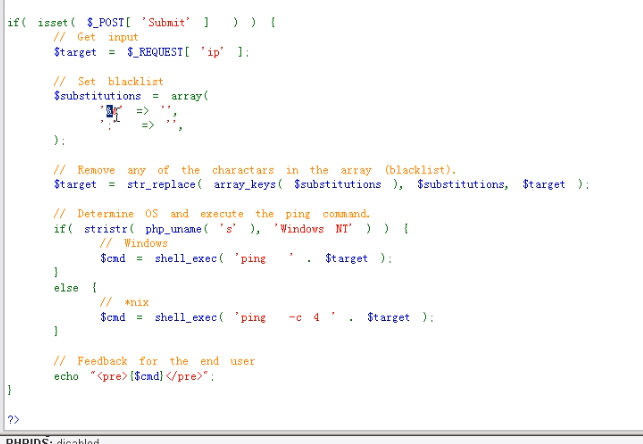 if( isset( $_POST[ 'Submit' ] ) ) {
// Get input
$target = $_REQUEST[ 'ip' ];
// Set blacklist
$substitutions = array(
=> '',
';' => '',
);
// Remove any of the charactars in the array (blacklist).
$target = str_replace( array_keys( $substitutions ), $substitutions, $target );
// Determine OS and execute the ping command.
if( stristr( php_uname( 's' ), 'Windows NT' ) ) {
// Windows
$cmd = shell_exec( 'ping ' . $target );
}
else {
// *nix
$cmd = shell_exec( 'ping -c 4 ' . $target );
}
// Feedback for the end user
echo "<pre>{$cmd}</pre>";
}
?>
PHPIDS: disabled